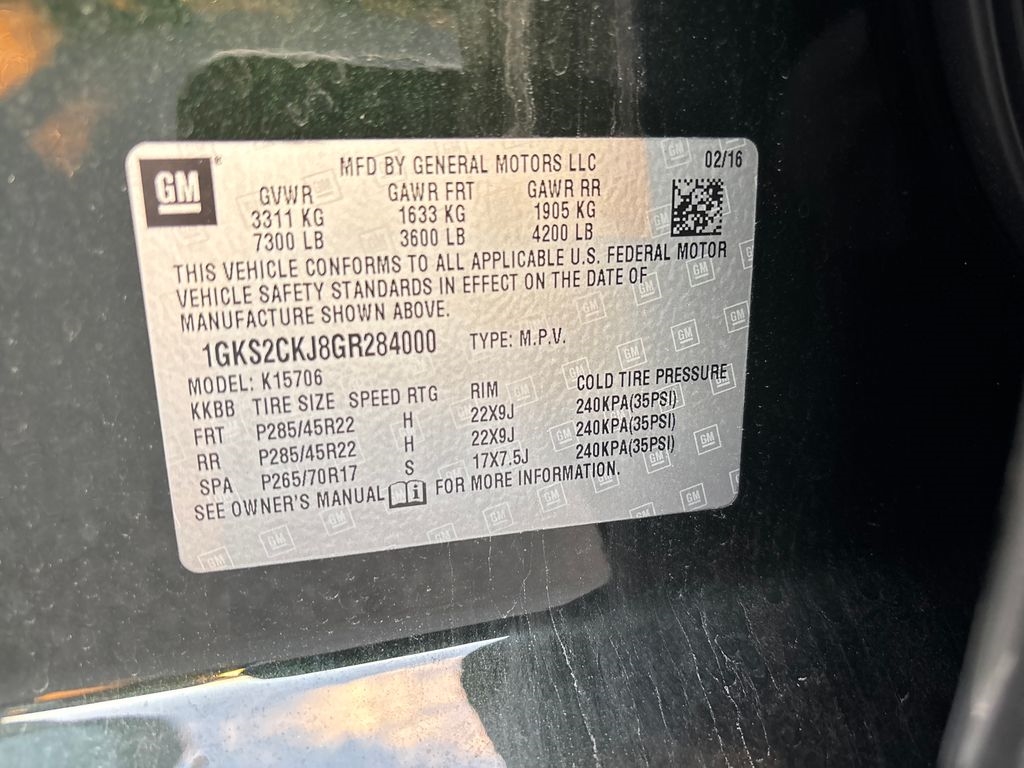 GM
MFD BY GENERAL MOTORS LLC 02/16
GVWR GAWR FRT GAWR RR
3311 KG 1633 KG 1905 KG
7300 LB 3600 LB 4200 LB
THIS VEHICLE CONFORMS TO ALL APPLICABLE U.S. FEDERAL MOTOR
VEHICLE SAFETY STANDARDS IN EFFECT ON THE DATE OF
MANUFACTURE SHOWN ABOVE.
1GKS2CKJ8GR284000 TYPE: M.P.V.
MODEL: K15706
KKBB TIRE SIZE SPEED RTG RIM COLD TIRE PRESSURE
FRT P285/45R22 H 22X9J 240KPA(35PSI)
RR P285/45R22 H 22X9J 240KPA(35PSI)
SPA P265/70R17 S 17X7.5J 240KPA(35PSI)
SEE OWNER'S MANUAL i FOR MORE INFORMATION.